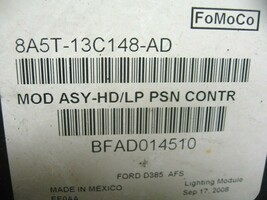 FoMoCo
8A5T-13C148-AD
MOD ASY-HD/LP PSN CONTR
BFAD014510
FORD D385 AFS
Lighting Module
MADE IN MEXICO
Sep 17, 2008